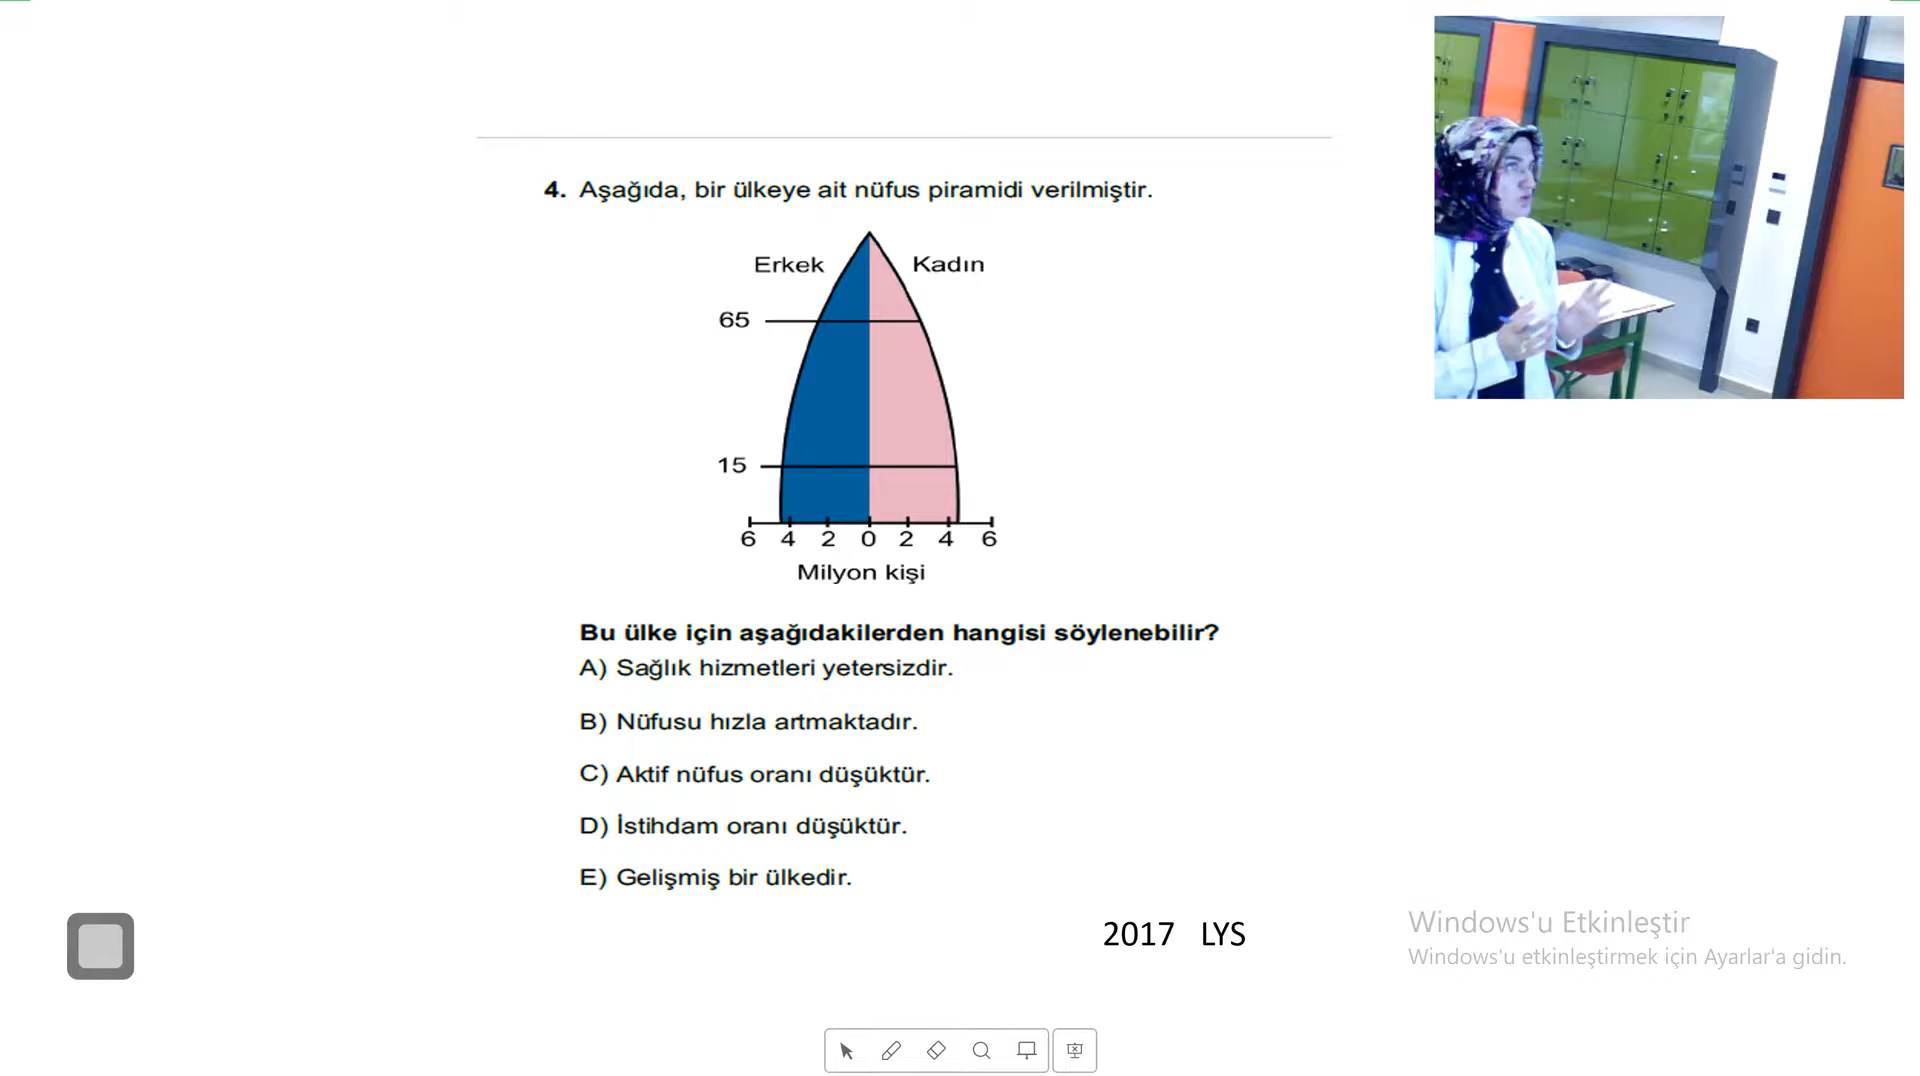 4. Aşağıda, bir ülkeye ait nüfus piramidi verilmiştir.
Erkek
Kadın
65
15
6 4 2 0 2 4 6
Milyon kişi
Bu ülke için aşağıdakilerden hangisi söylenebilir?
A) Sağlık hizmetleri yetersizdir.
B) Nüfusu hızla artmaktadır.
C) Aktif nüfus oranı düşüktür.
D) İstihdam oranı düşüktür.
E) Gelişmiş bir ülkedir.
2017 LYS
Windows'u Etkinleştir
Windows'u etkinleştirmek için Ayarlar'a gidin.